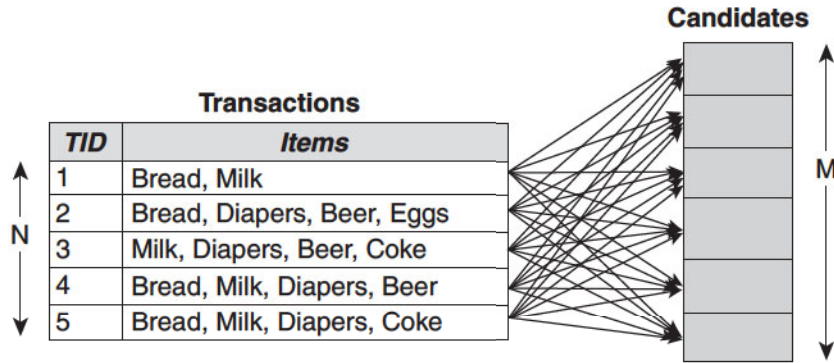 Candidates
Transactions
TID Items
1 Bread, Milk
2 Bread, Diapers, Beer, Eggs
3 Milk, Diapers, Beer, Coke
4 Bread, Milk, Diapers, Beer
5 Bread, Milk, Diapers, Coke
N
M